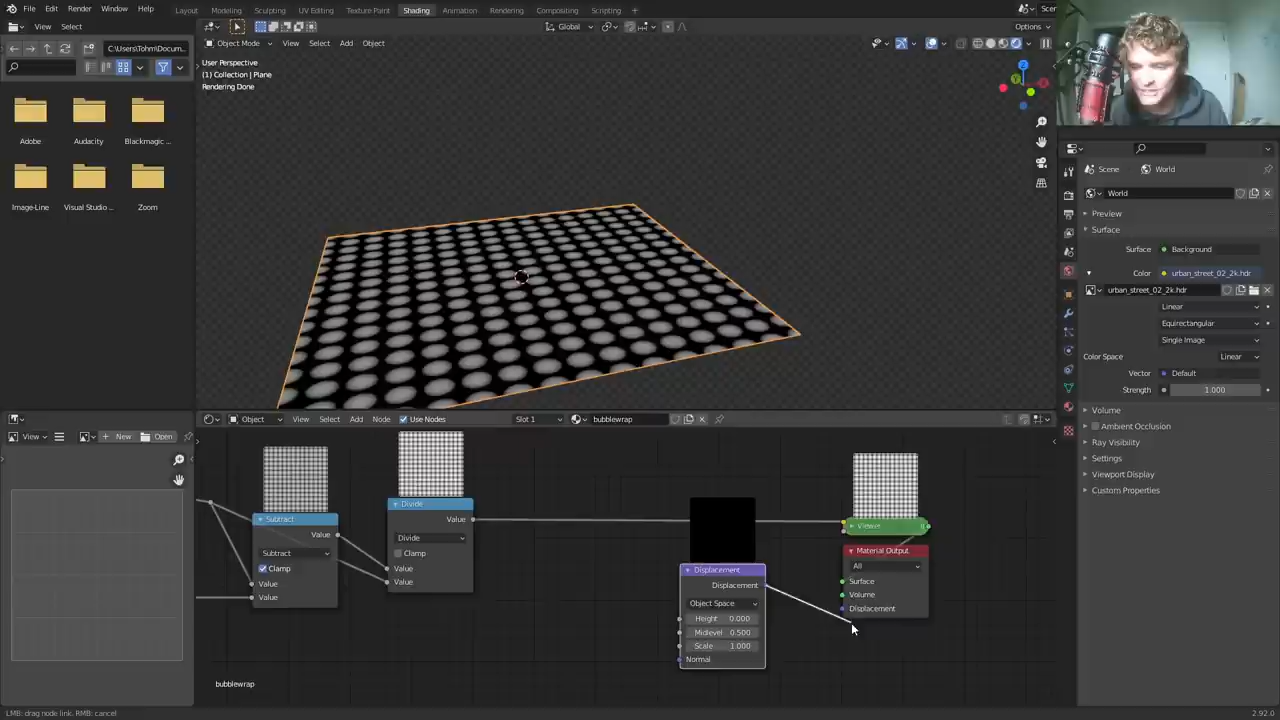 File Edit Render Window Help
Layout Modeling Sculpting UV Editing Texture Paint Shading Animation Rendering Compositing Scripting +
Scer
View Select
Global
Options
C:\Users\Tohm\Docum...
Object Mode View Select Add Object
User Perspective
(1) Collection | Plane
Rendering Done
Z
Adobe
Audacity
Blackmagic ...
Image-Line
Visual Studio ...
Zoom
Scene World
World
Preview
Surface
Surface Background
Color urban_street_02_2k.hdr
urban_street_02_2k.hdr
Linear
Equirectangular
Single Image
Color Space Linear
Vector Default
Strength 1.000
Volume
Ambient Occlusion
Ray Visibility
Settings
Viewport Display
Custom Properties
Object View Select Add Node Use Nodes Slot 1 bubblewrap
View New Open
Subtract
Value
Subtract
Clamp
Value
Value
Divide
Value
Divide
Clamp
Value
Value
Displacement
Displacement
Object Space
Height 0.000
Midlevel 0.500
Scale 1.000
Normal
Viewer
Material Output
All
Surface
Volume
Displacement
bubblewrap
LMB: drag node link, RMB: cancel
2.92.0